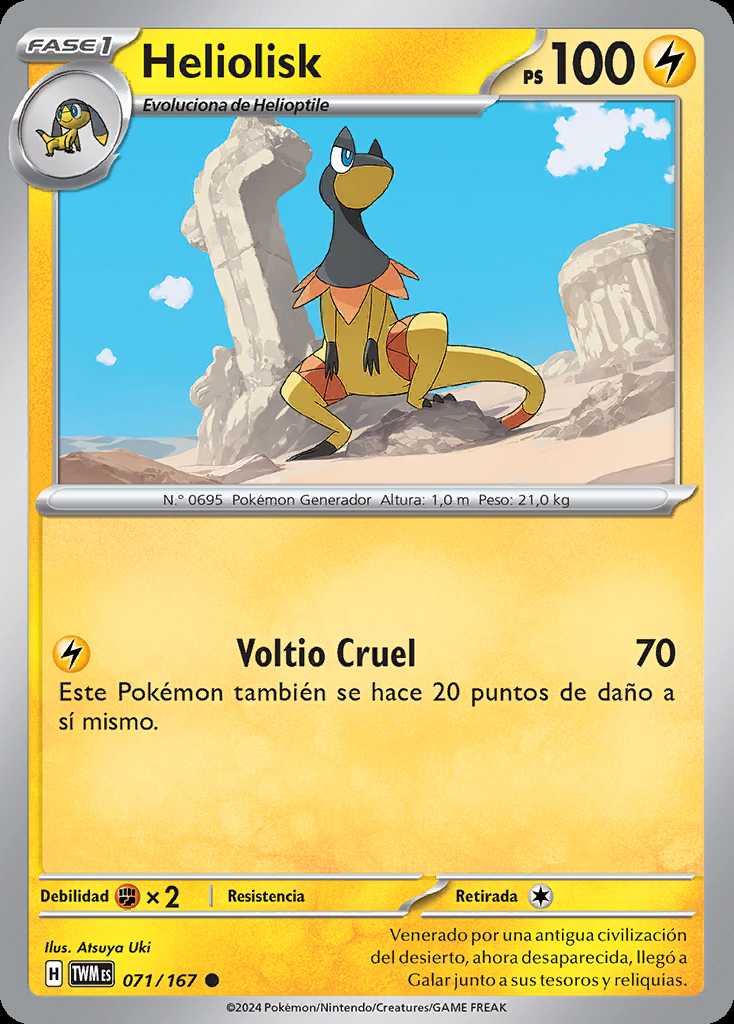 FASE 1
Heliolisk
PS 100
Evoluciona de Helioptile
N.º 0695 Pokémon Generador Altura: 1,0 m Peso: 21,0 kg
Voltio Cruel 70
Este Pokémon también se hace 20 puntos de daño a
sí mismo.
Debilidad × 2 Resistencia Retirada
Ilus. Atsuya Uki
Venerado por una antigua civilización
del desierto, ahora desaparecida, llegó a
Galar junto a sus tesoros y reliquias.
H TWM ES 071/167
©2024 Pokémon/Nintendo/Creatures/GAME FREAK